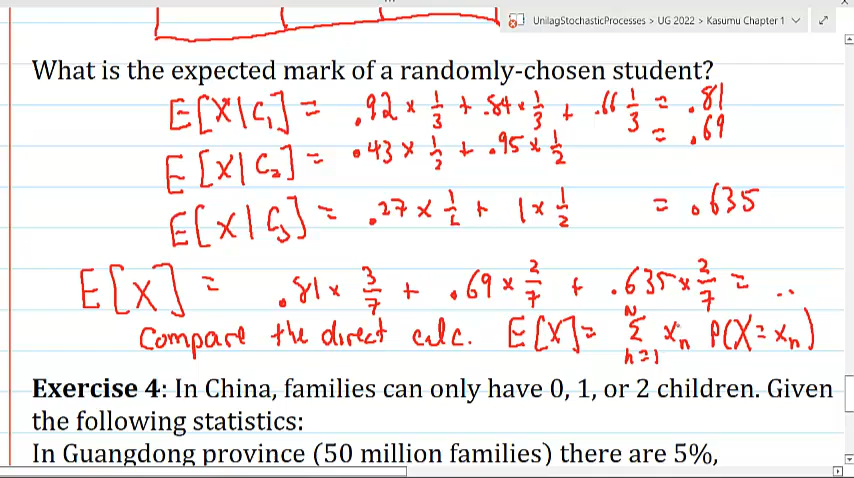 UnilagStochasticProcesses > UG 2022 > Kasumu Chapter 1
What is the expected mark of a randomly-chosen student?
E[X|C₁] = .92 × 1/3 + .84 × 1/3 + .66 1/3 = .81
E[X|C₂] = .43 × 1/2 + .95 × 1/2 = .69
E[X|C₃] = .27 × 1/2 + 1 × 1/2 = .635
E[X] = .81 × 3/7 + .69 × 2/7 + .635 × 2/7 = ..
Compare the direct calc. E[X] = Σ_{n=1}^{N} xₙ P(X = xₙ)
Exercise 4: In China, families can only have 0, 1, or 2 children. Given
the following statistics:
In Guangdong province (50 million families) there are 5%,